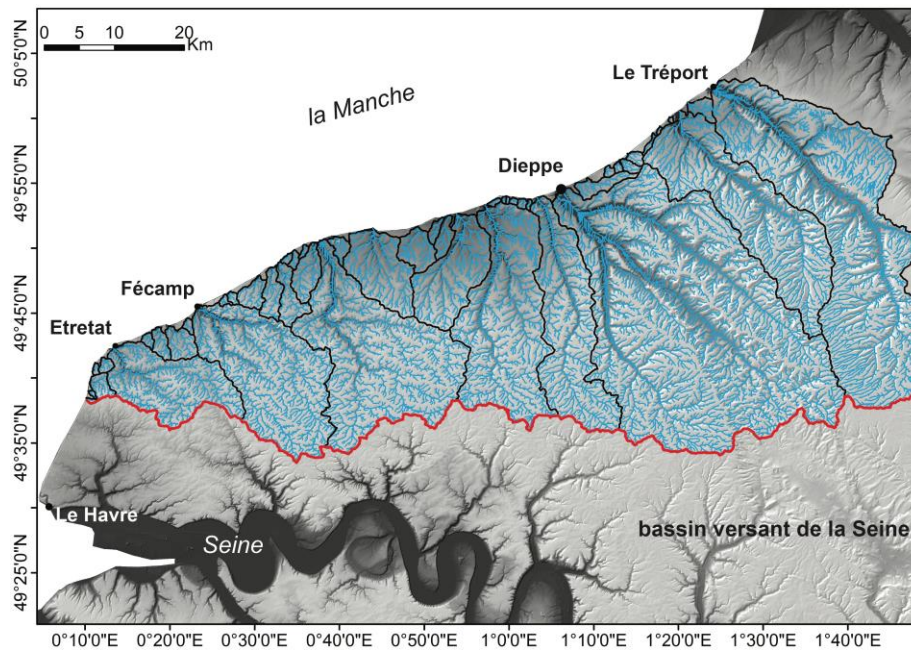 0 5 10 20
Km
50°5'0"N
49°55'0"N
49°45'0"N
49°35'0"N
49°25'0"N
la Manche
Le Tréport
Dieppe
Fécamp
Etretat
Le Havre
Seine
bassin versant de la Seine
0°10'0"E 0°20'0"E 0°30'0"E 0°40'0"E 0°50'0"E 1°0'0"E 1°10'0"E 1°20'0"E 1°30'0"E 1°40'0"E